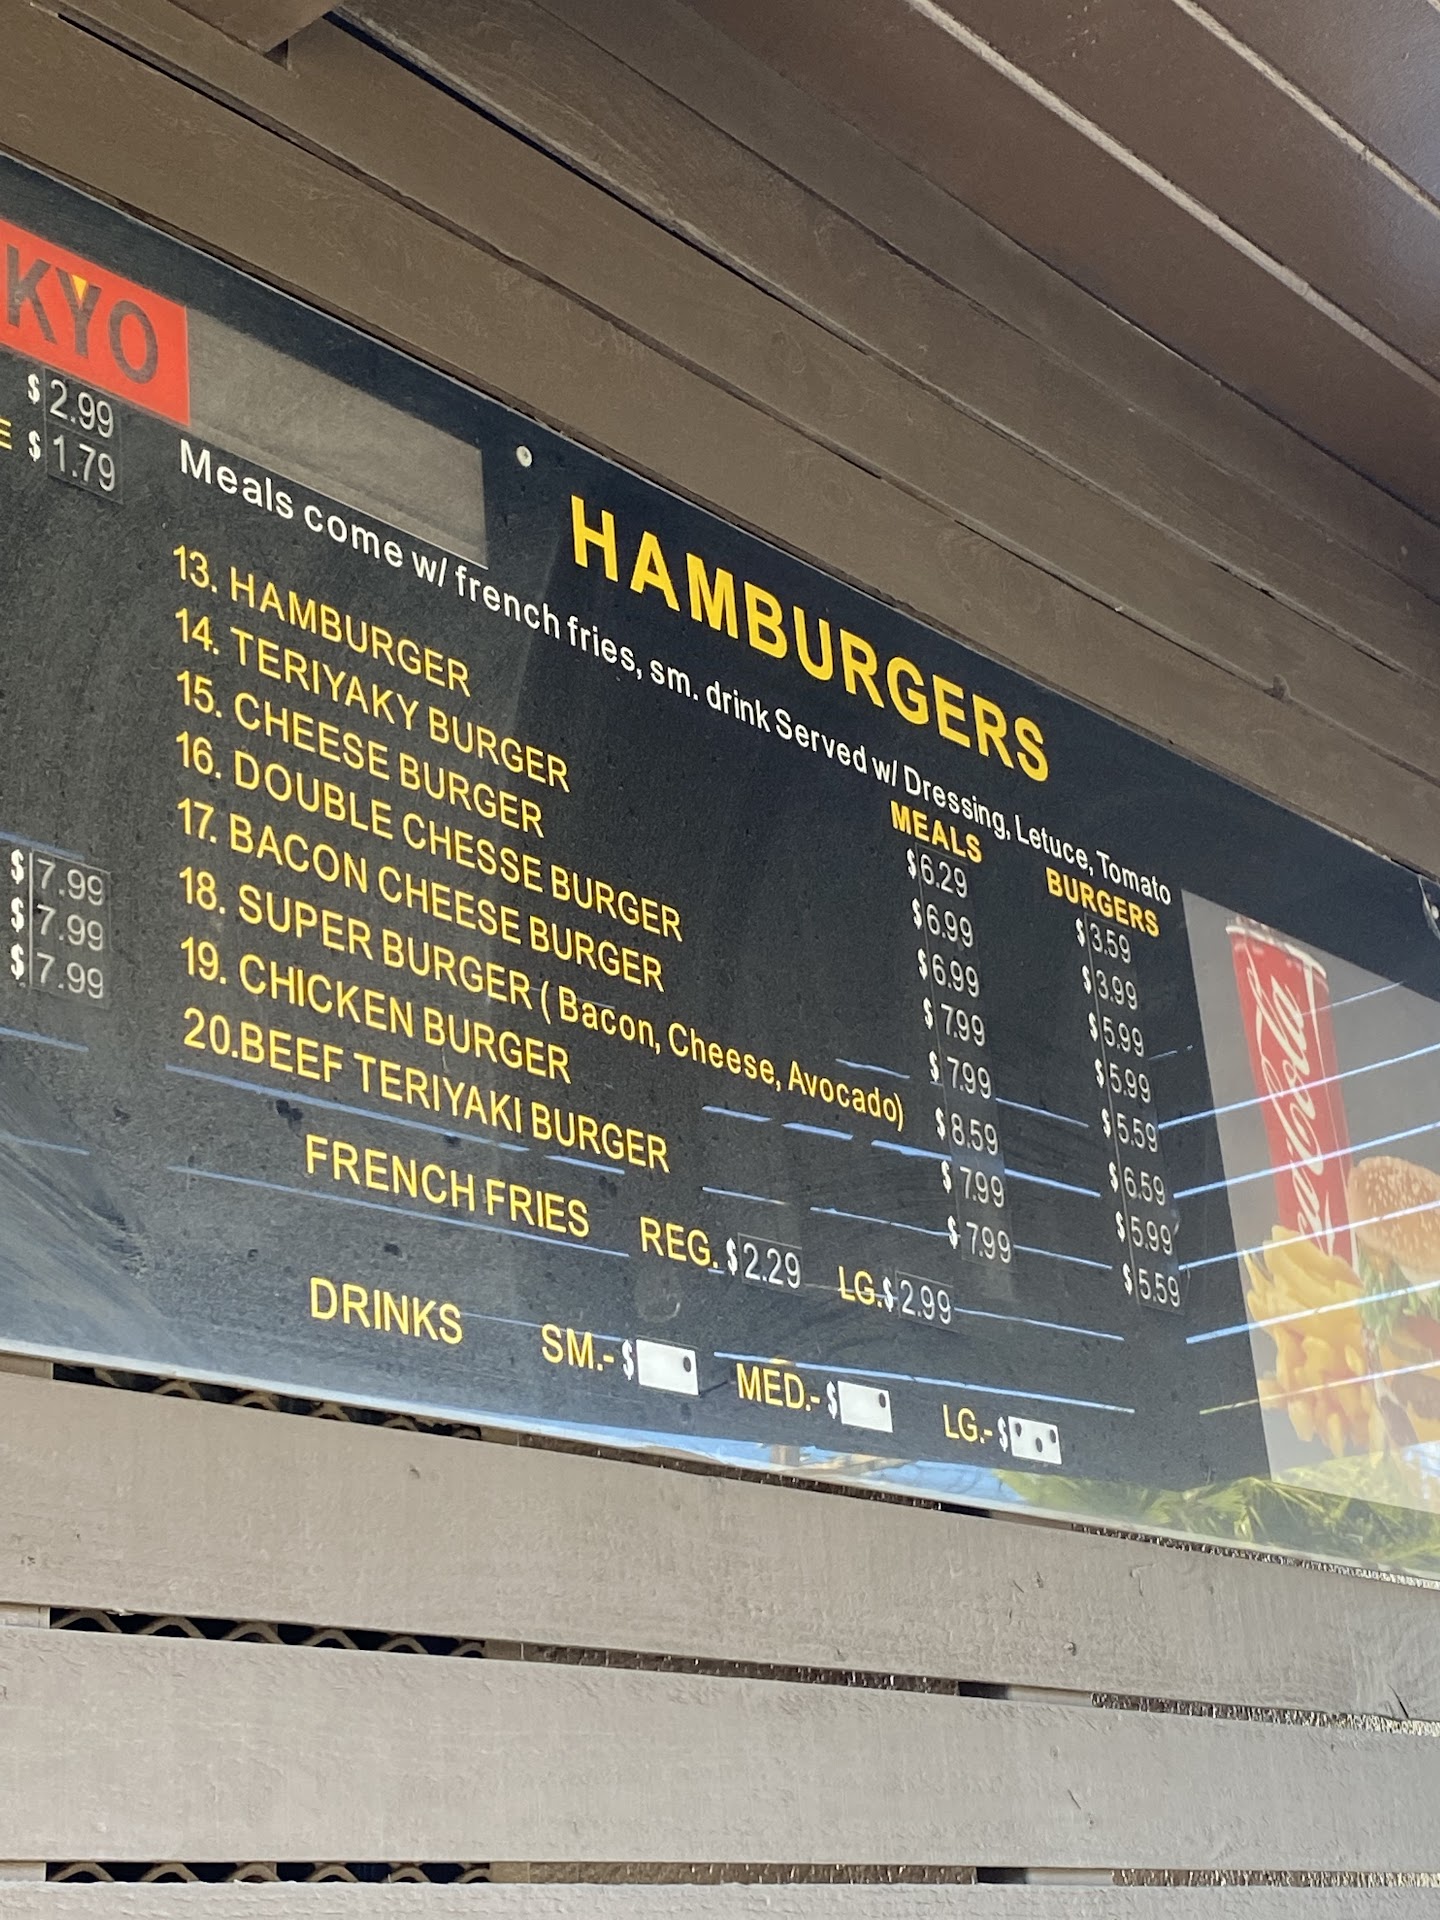 KYO
$ 2.99
E $ 1.79
HAMBURGERS
Meals come w/ french fries, sm. drink Served w/ Dressing, Letuce, Tomato
MEALS BURGERS
13. HAMBURGER $6.29 $3.59
14. TERIYAKY BURGER $6.99 $3.99
15. CHEESE BURGER $6.99 $5.99
16. DOUBLE CHESSE BURGER $7.99 $5.99
17. BACON CHEESE BURGER $7.99 $5.59
18. SUPER BURGER ( Bacon, Cheese, Avocado) $8.59 $6.59
19. CHICKEN BURGER $7.99 $5.99
20.BEEF TERIYAKI BURGER $7.99 $5.59
$ 7.99
$ 7.99
$ 7.99
FRENCH FRIES REG. $2.29 LG.$2.99
DRINKS SM.-$ MED.-$ LG.-$
Coca-Cola